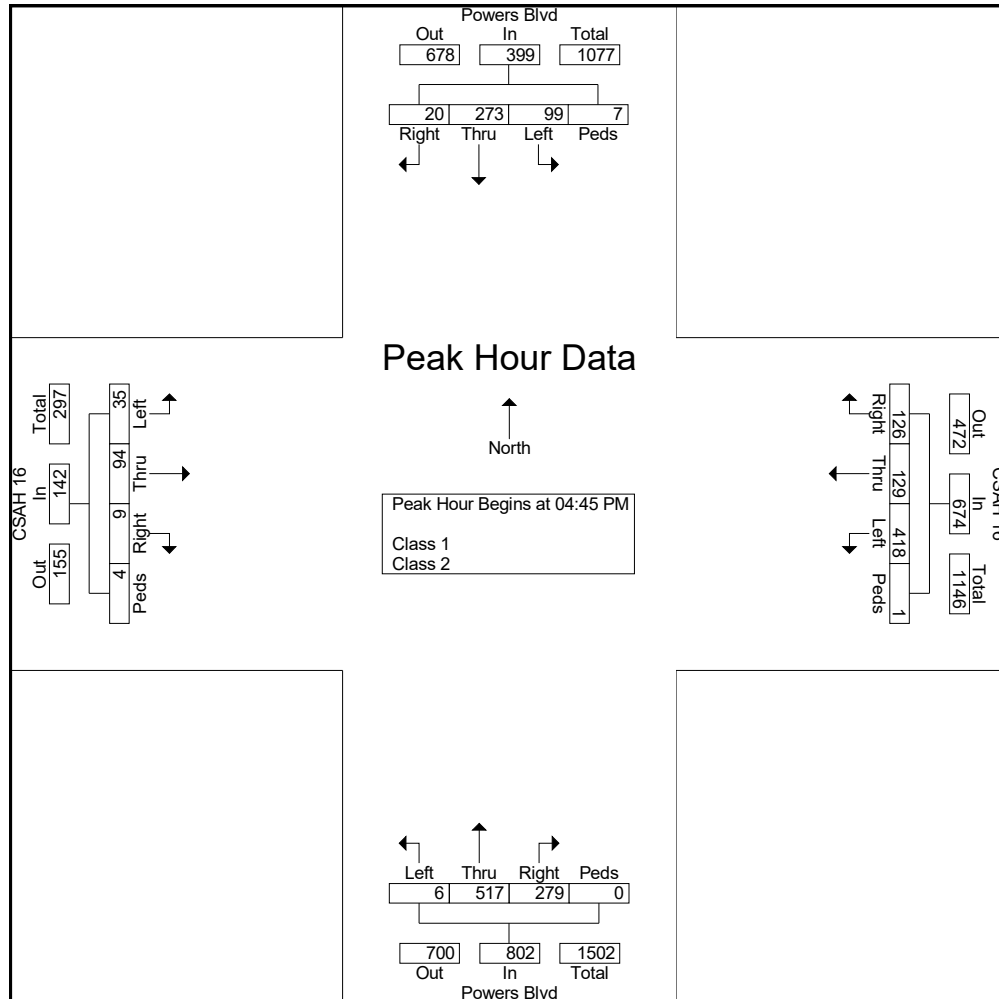 Powers Blvd
Out In Total
678 399 1077
20 273 99 7
Right Thru Left Peds
Peak Hour Data
North
Peak Hour Begins at 04:45 PM
Class 1
Class 2
CSAH 16
Total In Out
297 142 155
35 94 9 4
Left Thru Right Peds
Right Thru Left Peds
126 129 418 1
Out In Total
472 674 1146
Left Thru Right Peds
6 517 279 0
700 802 1502
Out In Total
Powers Blvd